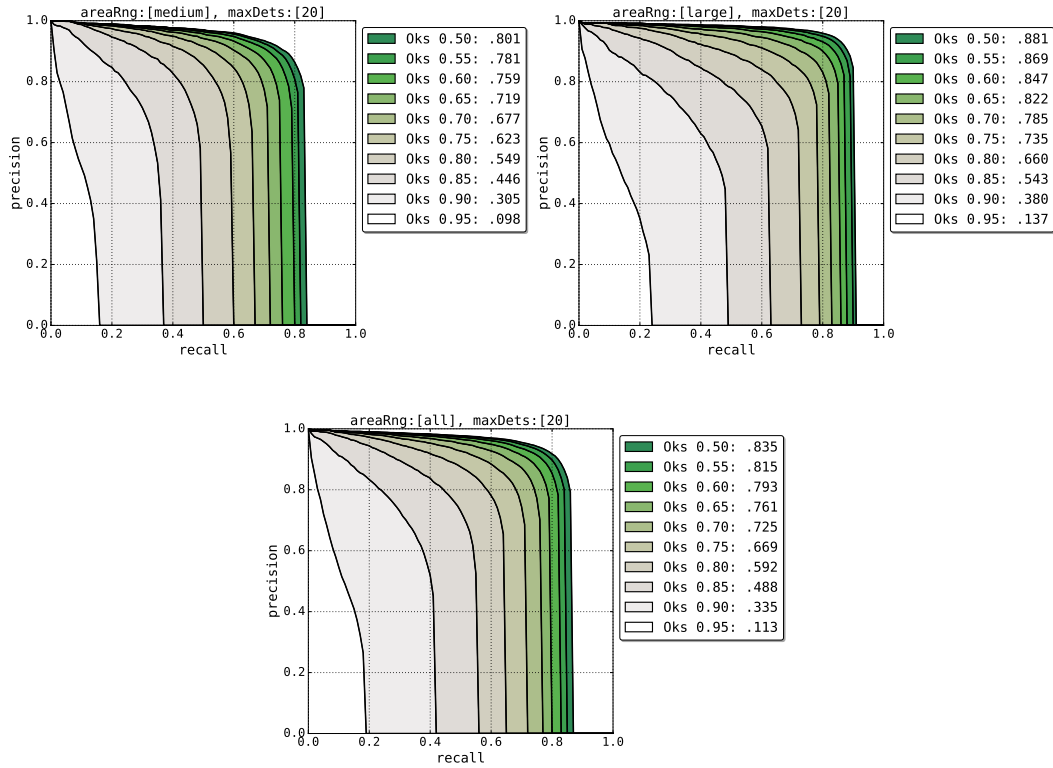 areaRng:[medium], maxDets:[20]
1.0
0.8
0.6
0.4
0.2
0.0
precision
0.0 0.2 0.4 0.6 0.8 1.0
recall
Oks 0.50: .801
Oks 0.55: .781
Oks 0.60: .759
Oks 0.65: .719
Oks 0.70: .677
Oks 0.75: .623
Oks 0.80: .549
Oks 0.85: .446
Oks 0.90: .305
Oks 0.95: .098
areaRng:[large], maxDets:[20]
1.0
0.8
0.6
0.4
0.2
0.0
precision
0.0 0.2 0.4 0.6 0.8 1.0
recall
Oks 0.50: .881
Oks 0.55: .869
Oks 0.60: .847
Oks 0.65: .822
Oks 0.70: .785
Oks 0.75: .735
Oks 0.80: .660
Oks 0.85: .543
Oks 0.90: .380
Oks 0.95: .137
areaRng:[all], maxDets:[20]
1.0
0.8
0.6
0.4
0.2
0.0
precision
0.0 0.2 0.4 0.6 0.8 1.0
recall
Oks 0.50: .835
Oks 0.55: .815
Oks 0.60: .793
Oks 0.65: .761
Oks 0.70: .725
Oks 0.75: .669
Oks 0.80: .592
Oks 0.85: .488
Oks 0.90: .335
Oks 0.95: .113